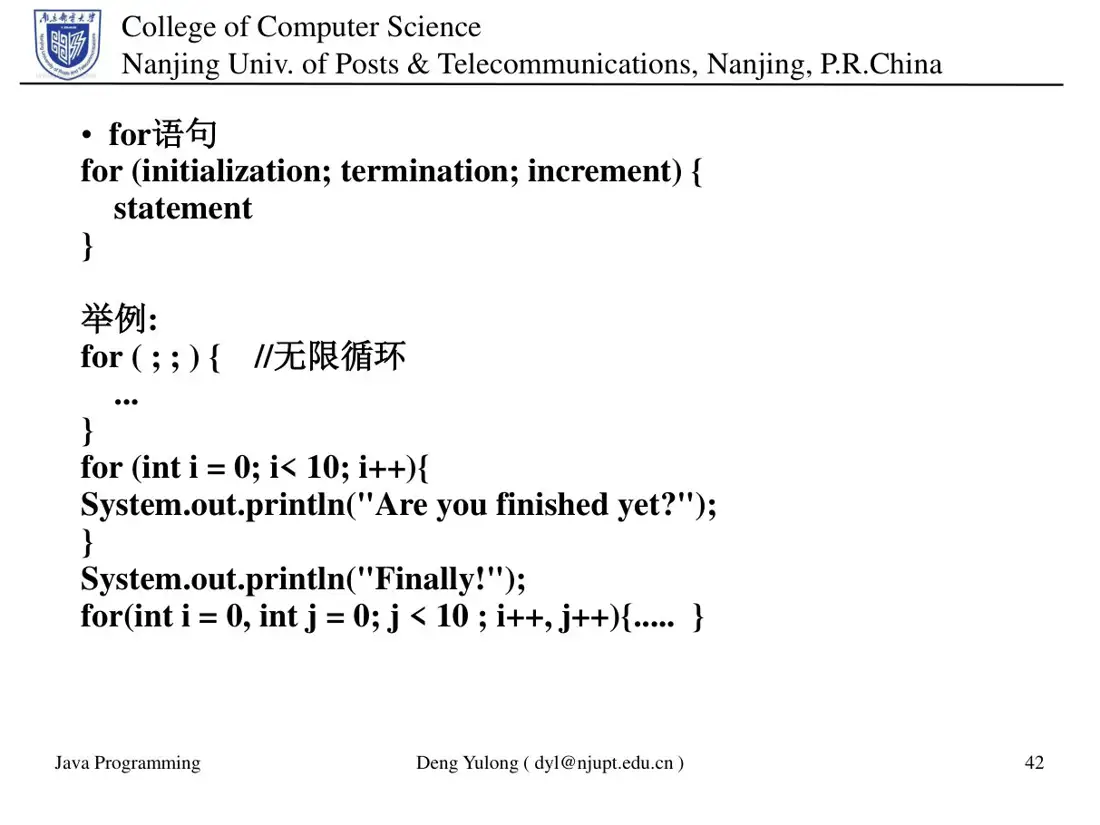 College of Computer Science
Nanjing Univ. of Posts & Telecommunications, Nanjing, P.R.China
• for语句
for (initialization; termination; increment) {
statement
}
举例:
for ( ; ; ) { //无限循环
...
}
for (int i = 0; i< 10; i++){
System.out.println("Are you finished yet?");
}
System.out.println("Finally!");
for(int i = 0, int j = 0; j < 10 ; i++, j++){..... }
Java Programming
Deng Yulong ( dyl@njupt.edu.cn )
42